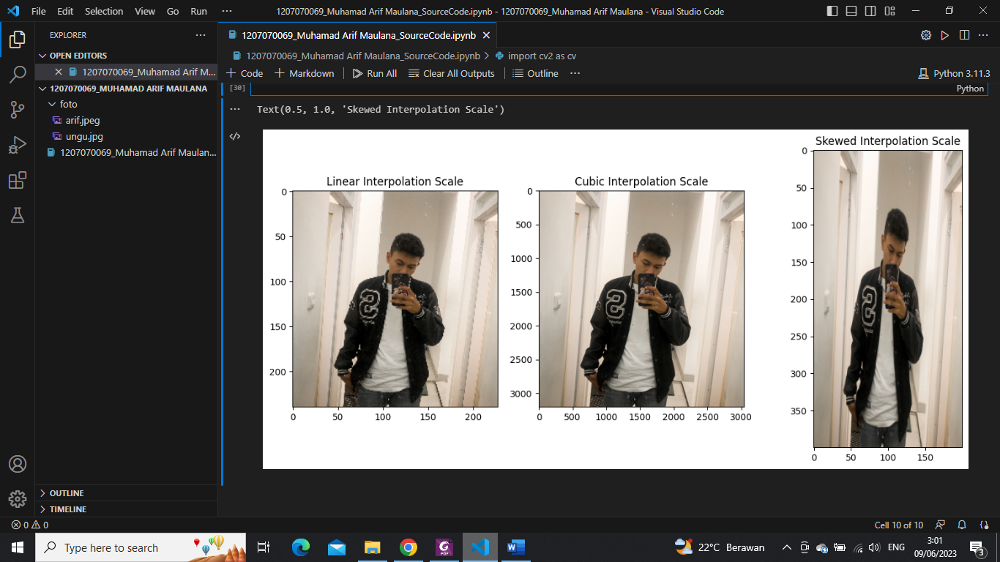 File Edit Selection View Go Run ···
1207070069_Muhamad Arif Maulana_SourceCode.ipynb - 1207070069_Muhamad Arif Maulana - Visual Studio Code
EXPLORER ···
OPEN EDITORS
1207070069_Muhamad Arif M...
1207070069_MUHAMAD ARIF MAULANA
foto
arif.jpeg
ungu.jpg
1207070069_Muhamad Arif Maulan...
OUTLINE
TIMELINE
1207070069_Muhamad Arif Maulana_SourceCode.ipynb
1207070069_Muhamad Arif Maulana_SourceCode.ipynb > import cv2 as cv
Code Markdown Run All Clear All Outputs Outline ··· Python 3.11.3
[30] Python
Text(0.5, 1.0, 'Skewed Interpolation Scale')
Linear Interpolation Scale
0
50
100
150
200
0 50 100 150 200
Cubic Interpolation Scale
0
500
1000
1500
2000
2500
3000
0 500 1000 1500 2000 2500 3000
Skewed Interpolation Scale
0
50
100
150
200
250
300
350
0 50 100 150
0 0 Cell 10 of 10
Type here to search
22°C Berawan ENG
3:01
09/06/2023
3